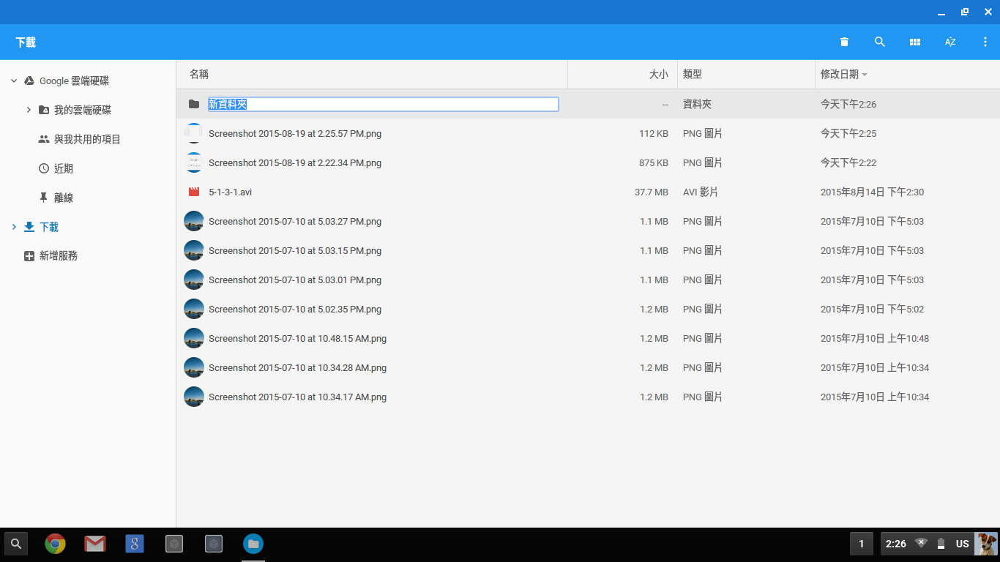 下載
AZ
Google 雲端硬碟
我的雲端硬碟
與我共用的項目
近期
離線
下載
新增服務
名稱 大小 類型 修改日期
新資料夾 -- 資料夾 今天下午2:26
Screenshot 2015-08-19 at 2.25.57 PM.png 112 KB PNG 圖片 今天下午2:25
Screenshot 2015-08-19 at 2.22.34 PM.png 875 KB PNG 圖片 今天下午2:22
5-1-3-1.avi 37.7 MB AVI 影片 2015年8月14日 下午2:30
Screenshot 2015-07-10 at 5.03.27 PM.png 1.1 MB PNG 圖片 2015年7月10日 下午5:03
Screenshot 2015-07-10 at 5.03.15 PM.png 1.1 MB PNG 圖片 2015年7月10日 下午5:03
Screenshot 2015-07-10 at 5.03.01 PM.png 1.1 MB PNG 圖片 2015年7月10日 下午5:03
Screenshot 2015-07-10 at 5.02.35 PM.png 1.2 MB PNG 圖片 2015年7月10日 下午5:02
Screenshot 2015-07-10 at 10.48.15 AM.png 1.2 MB PNG 圖片 2015年7月10日 上午10:48
Screenshot 2015-07-10 at 10.34.28 AM.png 1.2 MB PNG 圖片 2015年7月10日 上午10:34
Screenshot 2015-07-10 at 10.34.17 AM.png 1.2 MB PNG 圖片 2015年7月10日 上午10:34
8 1 2:26 US